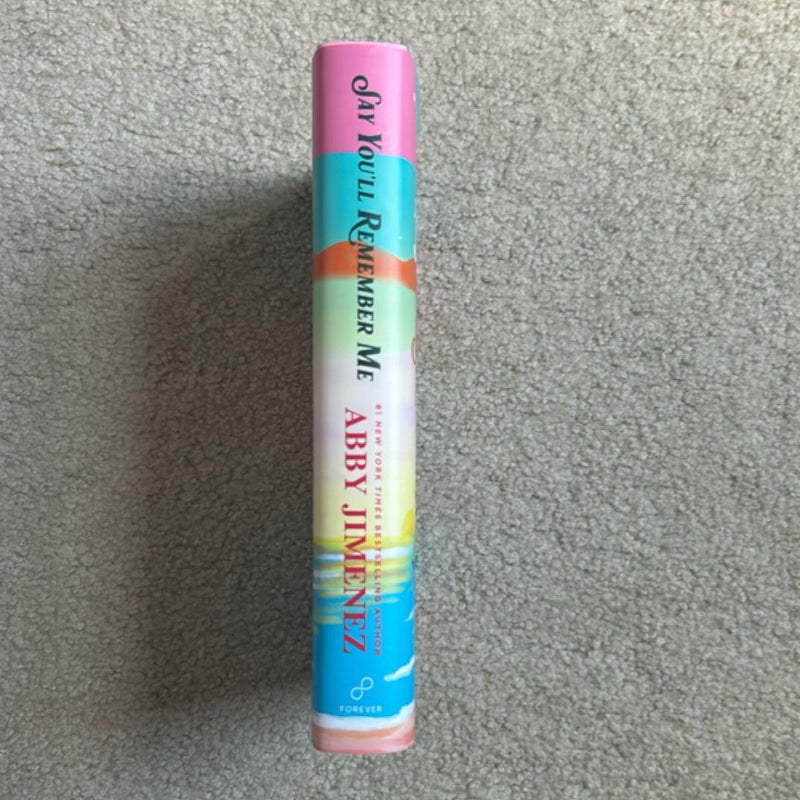 SAY YOU'LL REMEMBER ME
#1 NEW YORK TIMES BESTSELLING AUTHOR
ABBY JIMENEZ
FOREVER